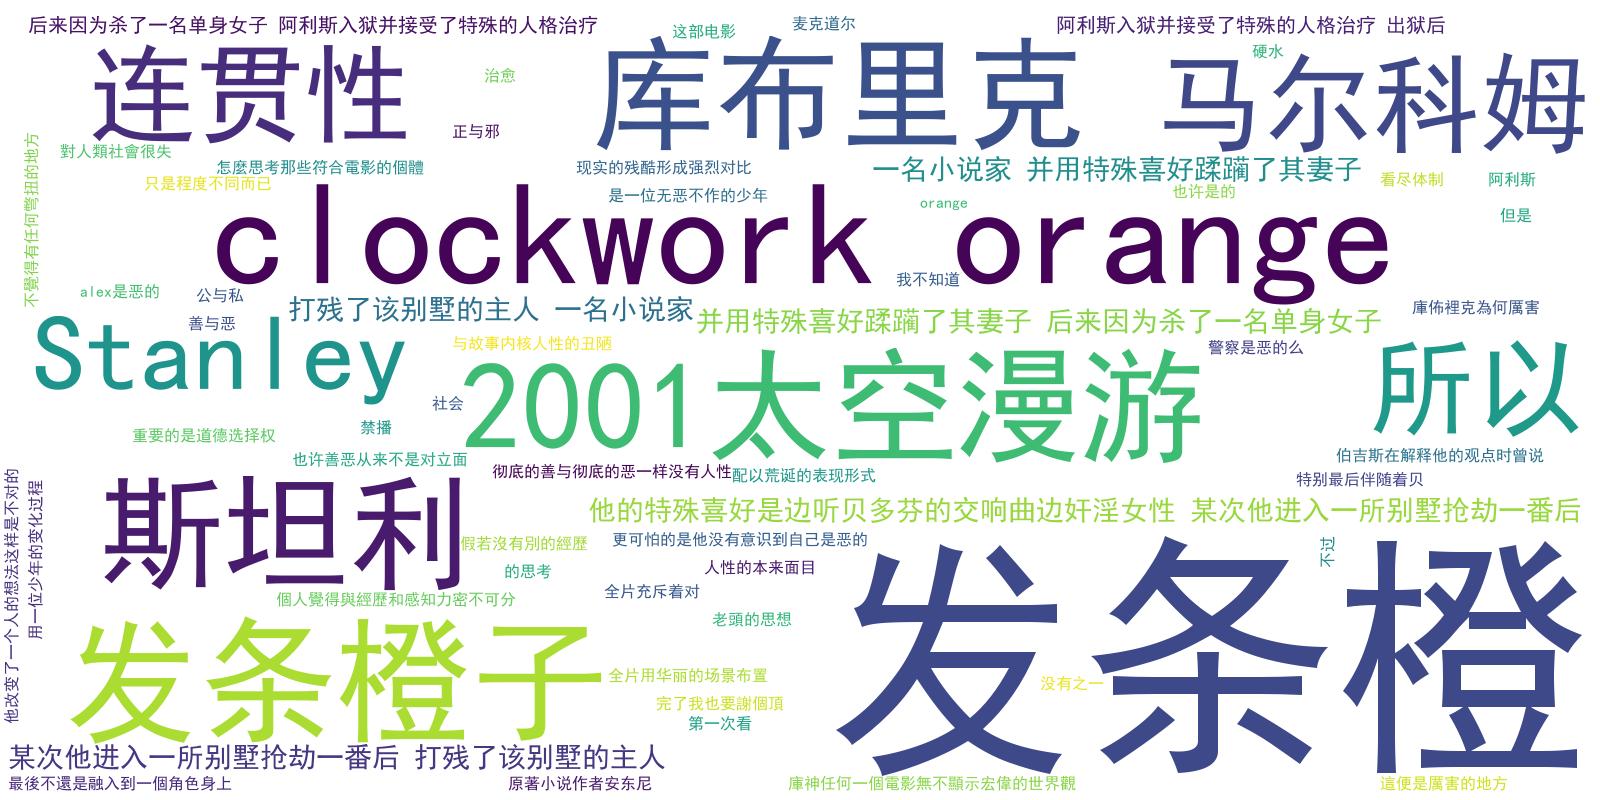 后来因为杀了一名单身女子 阿利斯入狱并接受了特殊的人格治疗
麦克道尔
阿利斯入狱并接受了特殊的人格治疗 出狱后
这部电影
硬水
连贯性
库布里克
马尔科姆
治愈
正与邪
對人類社會很失
怎麼思考那些符合電影的個體
现实的残酷形成强烈对比
一名小说家 并用特殊喜好蹂躏了其妻子
看尽体制
阿利斯
只是程度不同而已
是一位无恶不作的少年
也许是的
orange
但是
不覺得有任何彆扭的地方
clockwork orange
我不知道
alex是恶的
公与私
打残了该别墅的主人 一名小说家
并用特殊喜好蹂躏了其妻子 后来因为杀了一名单身女子
庫佈裡克為何厲害
善与恶
Stanley
与故事内核人性的丑陋
警察是恶的么
2001太空漫游
所以
社会
禁播
重要的是道德选择权
也许善恶从来不是对立面
彻底的善与彻底的恶一样没有人性
配以荒诞的表现形式
伯吉斯在解释他的观点时曾说
特别最后伴随着贝
斯坦利
他的特殊喜好是边听贝多芬的交响曲边奸淫女性 某次他进入一所别墅抢劫一番后
他改变了一个人的想法这样是不对的
用一位少年的变化过程
假若沒有別的經歷
更可怕的是他没有意识到自己是恶的
不过
的思考
人性的本来面目
个人覺得與經歷和感知力密不可分
全片充斥着对
老頭的思想
发条橙
发条橙子
全片用华丽的场景布置
没有之一
完了我也要謝個頂
第一次看
某次他进入一所别墅抢劫一番后 打残了该别墅的主人
最後不還是融入到一個角色身上
原著小说作者安东尼
庫神任何一個電影無不顯示宏偉的世界觀
這便是厲害的地方